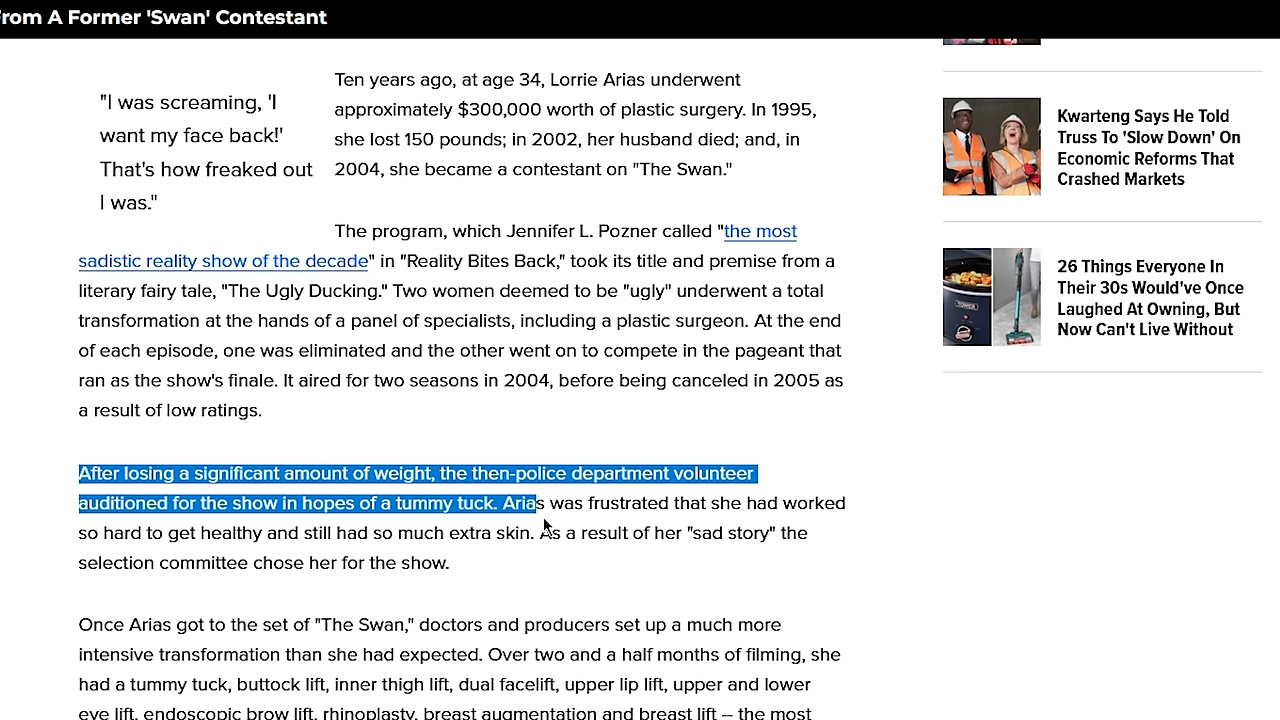 From A Former 'Swan' Contestant
"I was screaming, 'I
want my face back!'
That's how freaked out
I was."
Ten years ago, at age 34, Lorrie Arias underwent
approximately $300,000 worth of plastic surgery. In 1995,
she lost 150 pounds; in 2002, her husband died; and, in
2004, she became a contestant on "The Swan."
The program, which Jennifer L. Pozner called "the most
sadistic reality show of the decade" in "Reality Bites Back," took its title and premise from a
literary fairy tale, "The Ugly Ducking." Two women deemed to be "ugly" underwent a total
transformation at the hands of a panel of specialists, including a plastic surgeon. At the end
of each episode, one was eliminated and the other went on to compete in the pageant that
ran as the show's finale. It aired for two seasons in 2004, before being canceled in 2005 as
a result of low ratings.
After losing a significant amount of weight, the then-police department volunteer
auditioned for the show in hopes of a tummy tuck. Arias was frustrated that she had worked
so hard to get healthy and still had so much extra skin. As a result of her "sad story" the
selection committee chose her for the show.
Once Arias got to the set of "The Swan," doctors and producers set up a much more
intensive transformation than she had expected. Over two and a half months of filming, she
had a tummy tuck, buttock lift, inner thigh lift, dual facelift, upper lip lift, upper and lower
eye lift, endoscopic brow lift, rhinoplasty, breast augmentation and breast lift – the most
Kwarteng Says He Told
Truss To 'Slow Down' On
Economic Reforms That
Crashed Markets
26 Things Everyone In
Their 30s Would've Once
Laughed At Owning, But
Now Can't Live Without